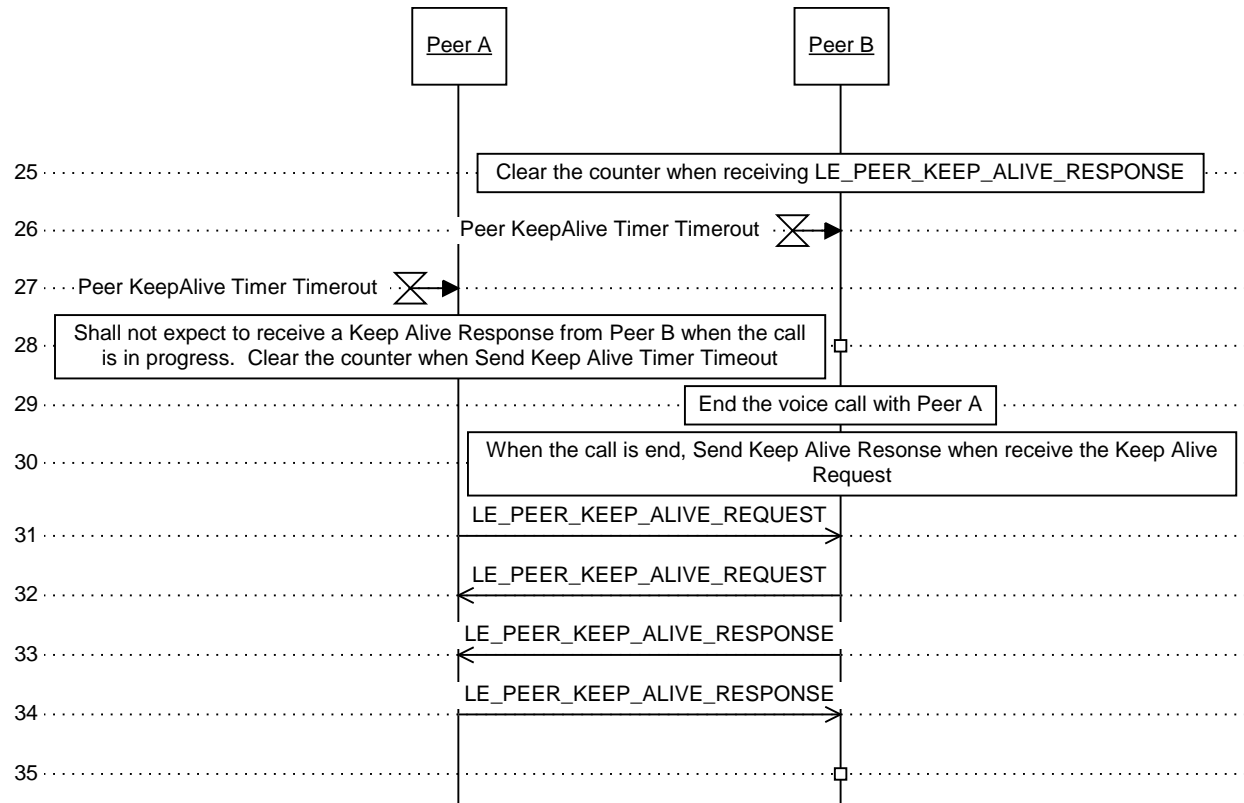 Peer A
Peer B
25
Clear the counter when receiving LE_PEER_KEEP_ALIVE_RESPONSE
26
Peer KeepAlive Timer Timerout
27
Peer KeepAlive Timer Timerout
28
Shall not expect to receive a Keep Alive Response from Peer B when the call
is in progress.  Clear the counter when Send Keep Alive Timer Timeout
29
End the voice call with Peer A
30
When the call is end, Send Keep Alive Resonse when receive the Keep Alive
Request
31
LE_PEER_KEEP_ALIVE_REQUEST
32
LE_PEER_KEEP_ALIVE_REQUEST
33
LE_PEER_KEEP_ALIVE_RESPONSE
34
LE_PEER_KEEP_ALIVE_RESPONSE
35